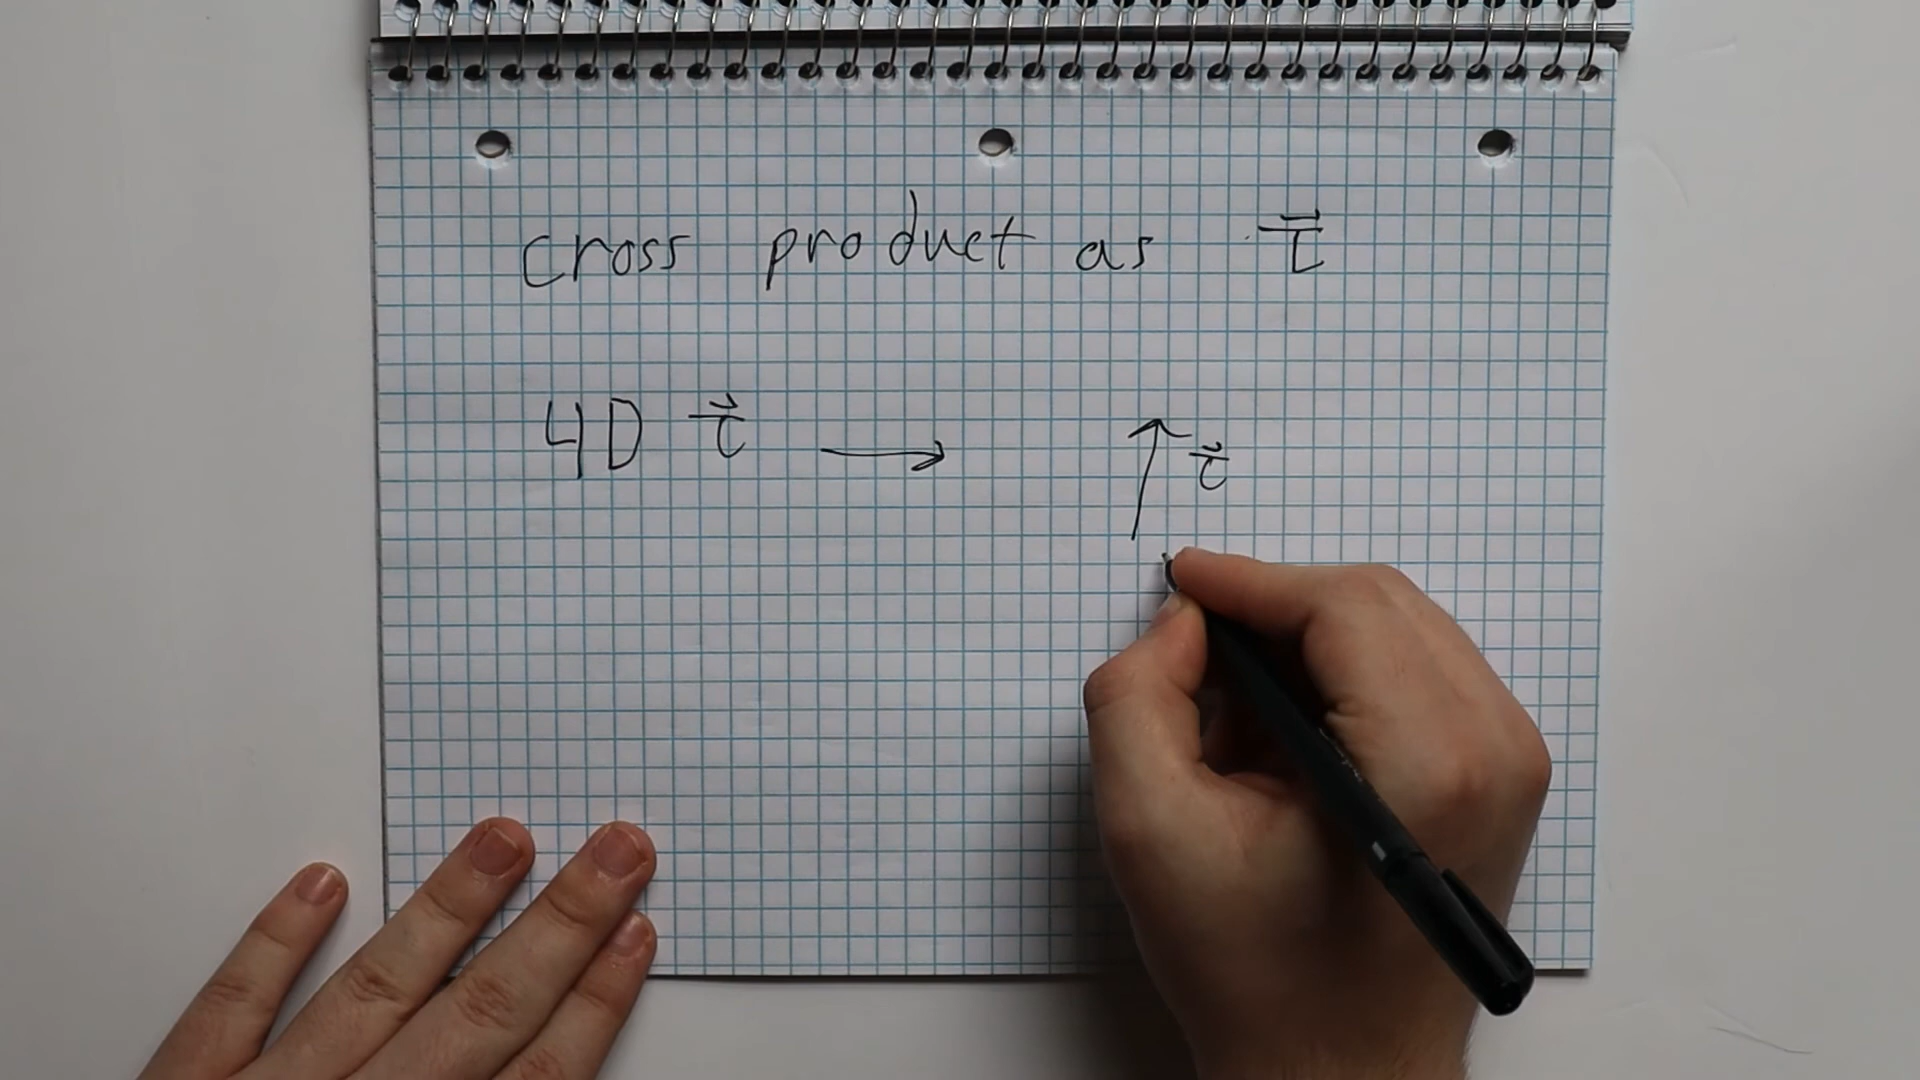 cross product as τ⃗
4D τ⃗ → ↑ τ⃗